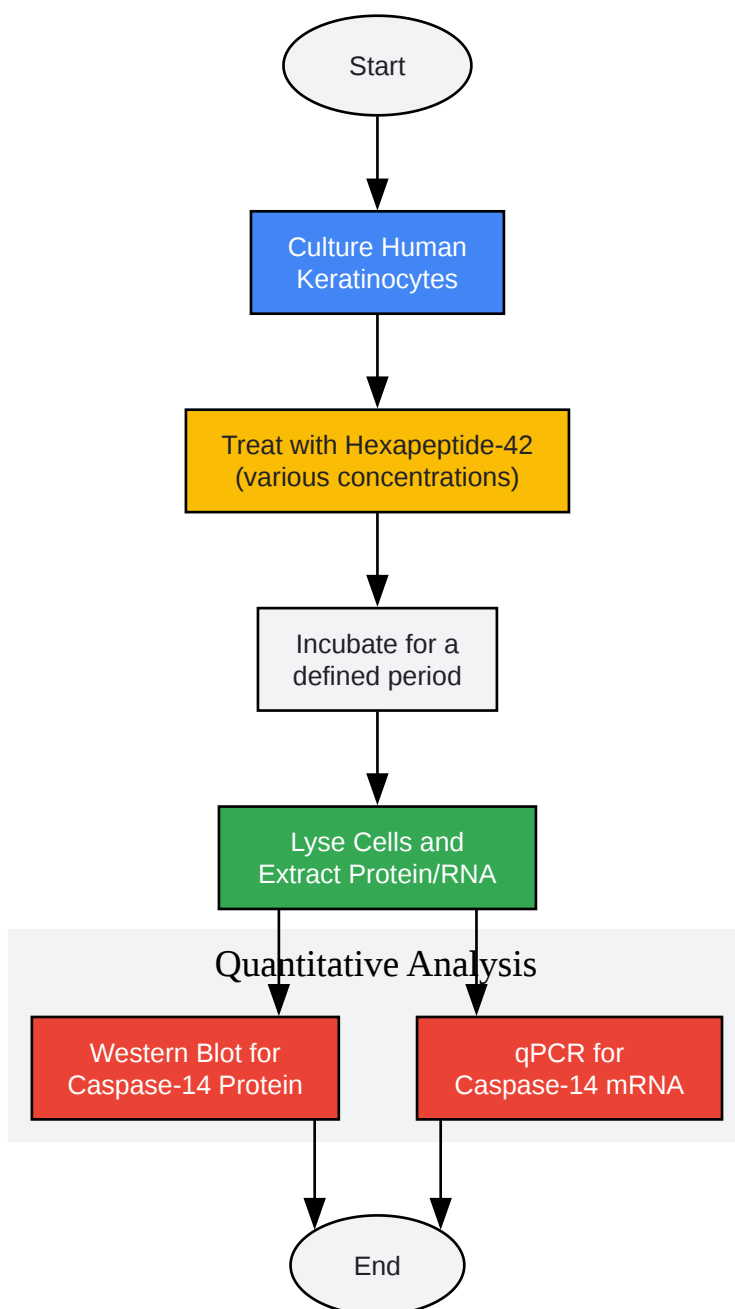 Start
Culture Human
Keratinocytes
Treat with Hexapeptide-42
(various concentrations)
Incubate for a
defined period
Lyse Cells and
Extract Protein/RNA
Quantitative Analysis
Western Blot for
Caspase-14 Protein
qPCR for
Caspase-14 mRNA
End